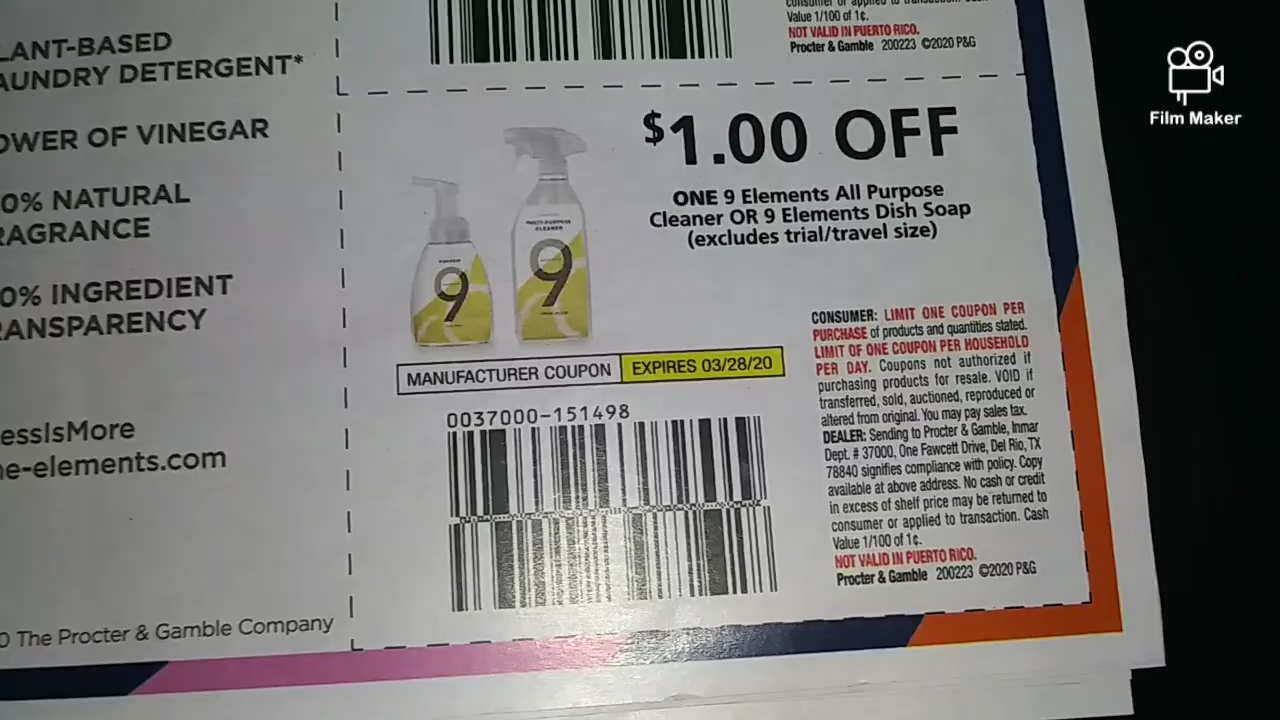 LANT-BASED
AUNDRY DETERGENT*
OWER OF VINEGAR
0% NATURAL
RAGRANCE
0% INGREDIENT
RANSPARENCY
essIsMore
ne-elements.com
0 The Procter & Gamble Company
Value 1/100 of 1¢.
NOT VALID IN PUERTO RICO.
Procter & Gamble 200223 ©2020 P&G
$1.00 OFF
ONE 9 Elements All Purpose
Cleaner OR 9 Elements Dish Soap
(excludes trial/travel size)
MULTI-PURPOSE
CLEANER
9
9
MANUFACTURER COUPON EXPIRES 03/28/20
0037000-151498
CONSUMER: LIMIT ONE COUPON PER
PURCHASE of products and quantities stated.
LIMIT OF ONE COUPON PER HOUSEHOLD
PER DAY. Coupons not authorized if
purchasing products for resale. VOID if
transferred, sold, auctioned, reproduced or
altered from original. You may pay sales tax.
DEALER: Sending to Procter & Gamble, Inmar
Dept. # 37000, One Fawcett Drive, Del Rio, TX
78840 signifies compliance with policy. Copy
available at above address. No cash or credit
in excess of shelf price may be returned to
consumer or applied to transaction. Cash
Value 1/100 of 1¢.
NOT VALID IN PUERTO RICO.
Procter & Gamble 200223 ©2020 P&G
Film Maker